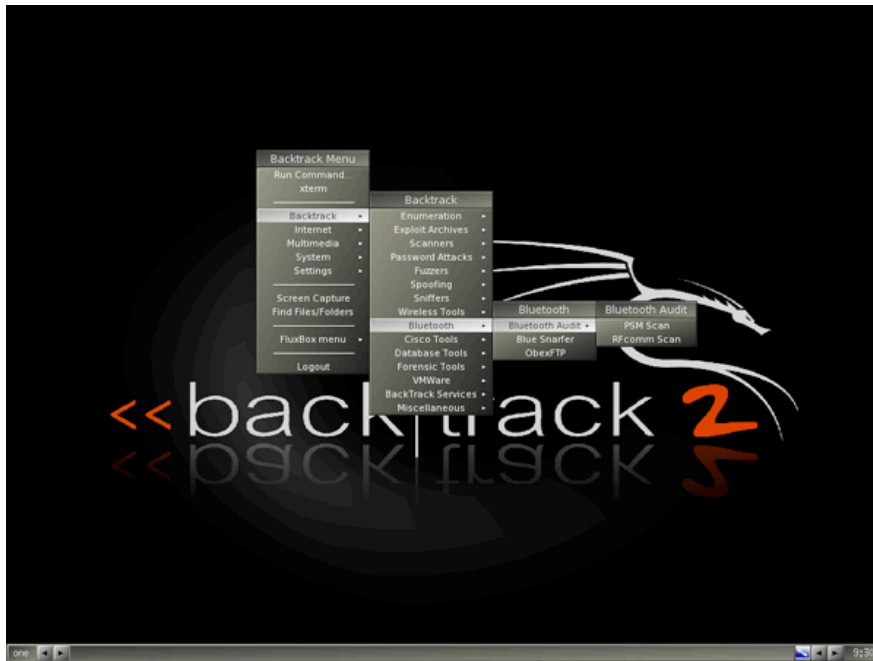 Backtrack Menu
Run Command...
xterm
Backtrack
Internet
Multimedia
System
Settings
Screen Capture
Find Files/Folders
FluxBox menu
Logout
Backtrack
Enumeration
Exploit Archives
Scanners
Password Attacks
Fuzzers
Spoofing
Sniffers
Wireless Tools
Bluetooth
Cisco Tools
Database Tools
Forensic Tools
VMWare
BackTrack Services
Miscellaneous
Bluetooth
Bluetooth Audit
Blue Snarfer
ObexFTP
Bluetooth Audit
PSM Scan
RFcomm Scan
<<back|track 2
one
9:30